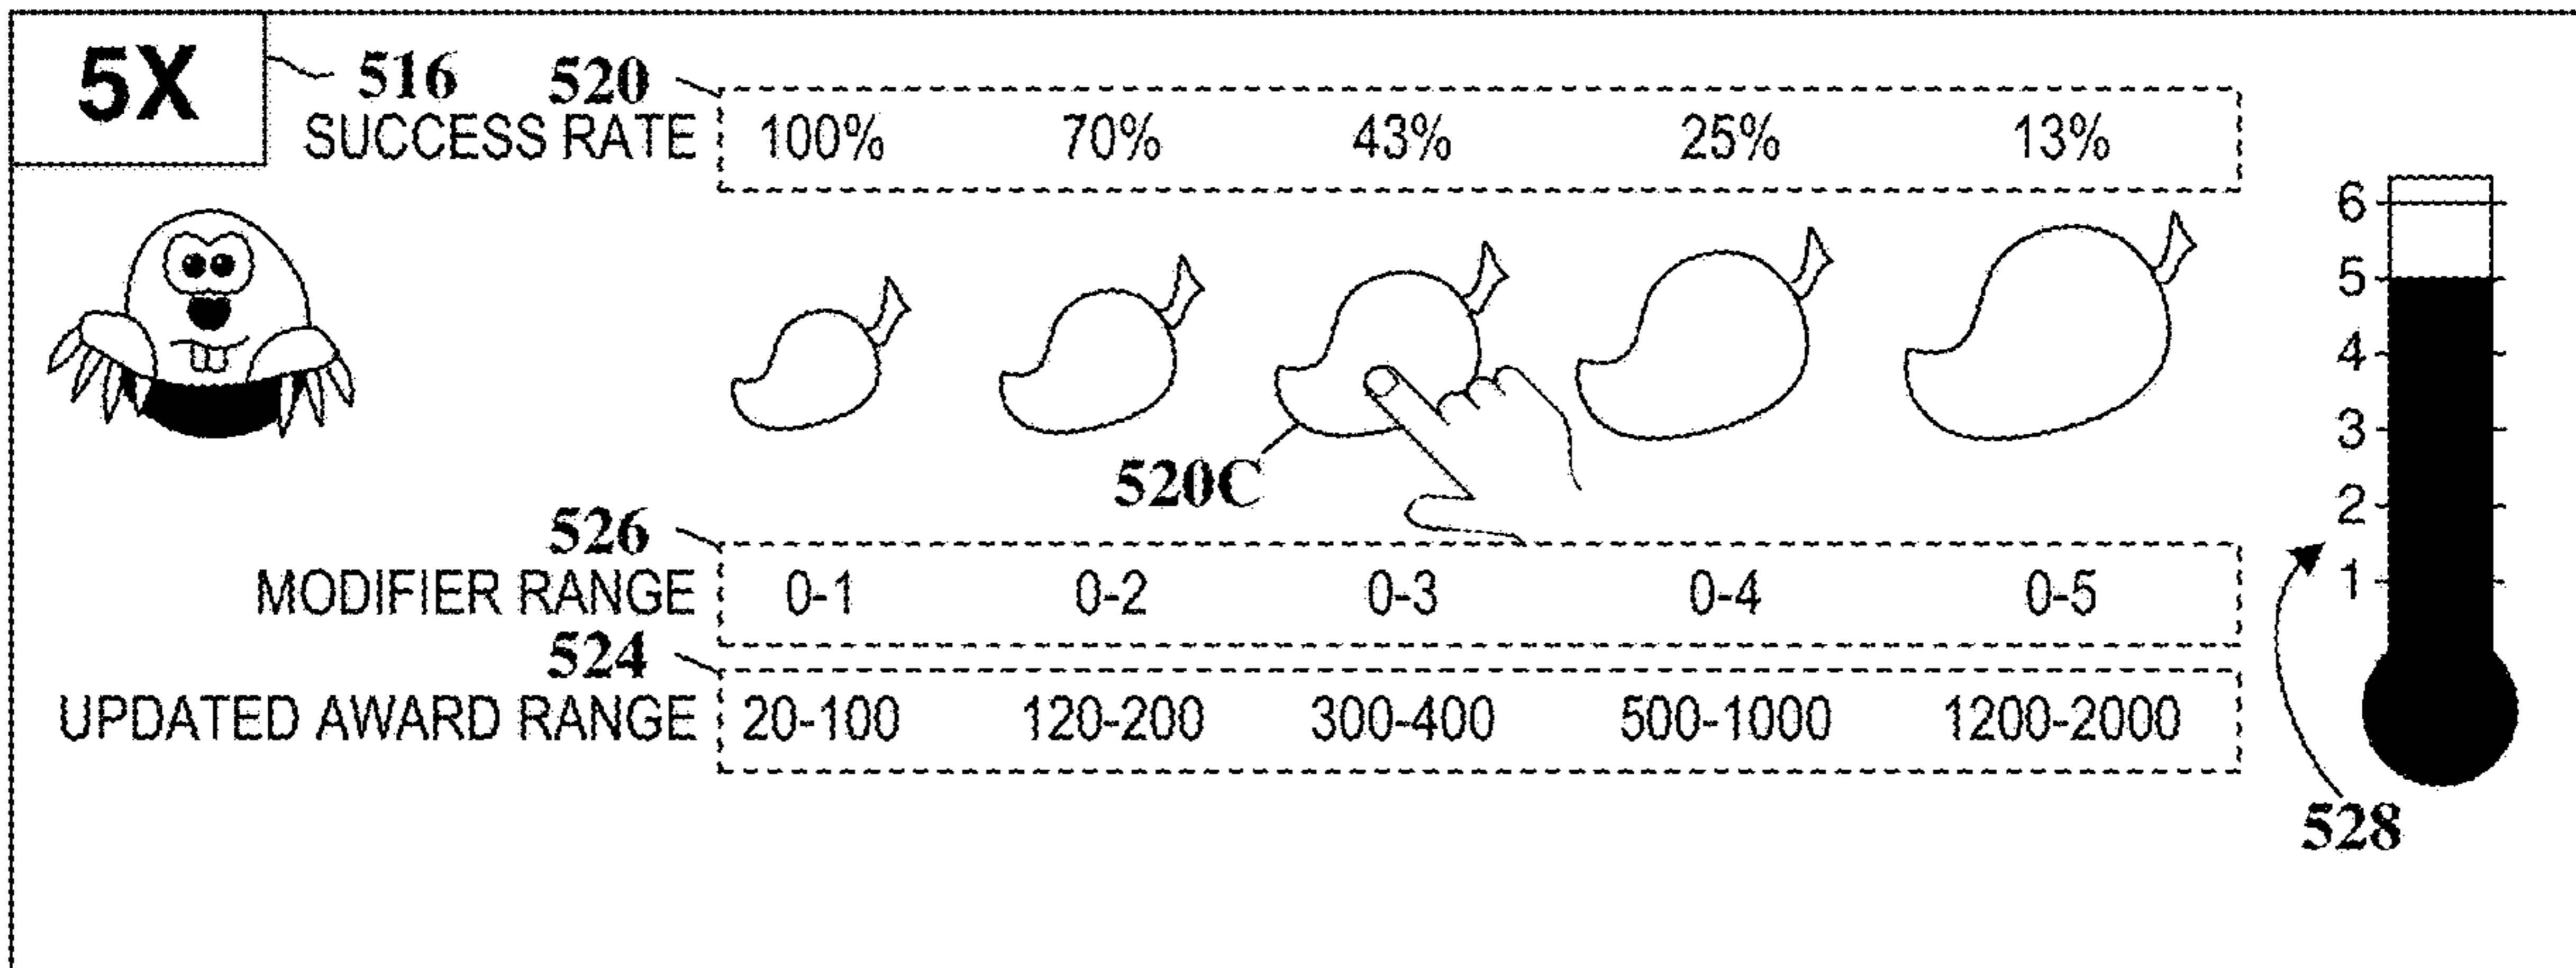 5X
516 520
SUCCESS RATE 100% 70% 43% 25% 13%
6
5
4
3
2
1
520C
526
MODIFIER RANGE 0-1 0-2 0-3 0-4 0-5
524
UPDATED AWARD RANGE 20-100 120-200 300-400 500-1000 1200-2000
528